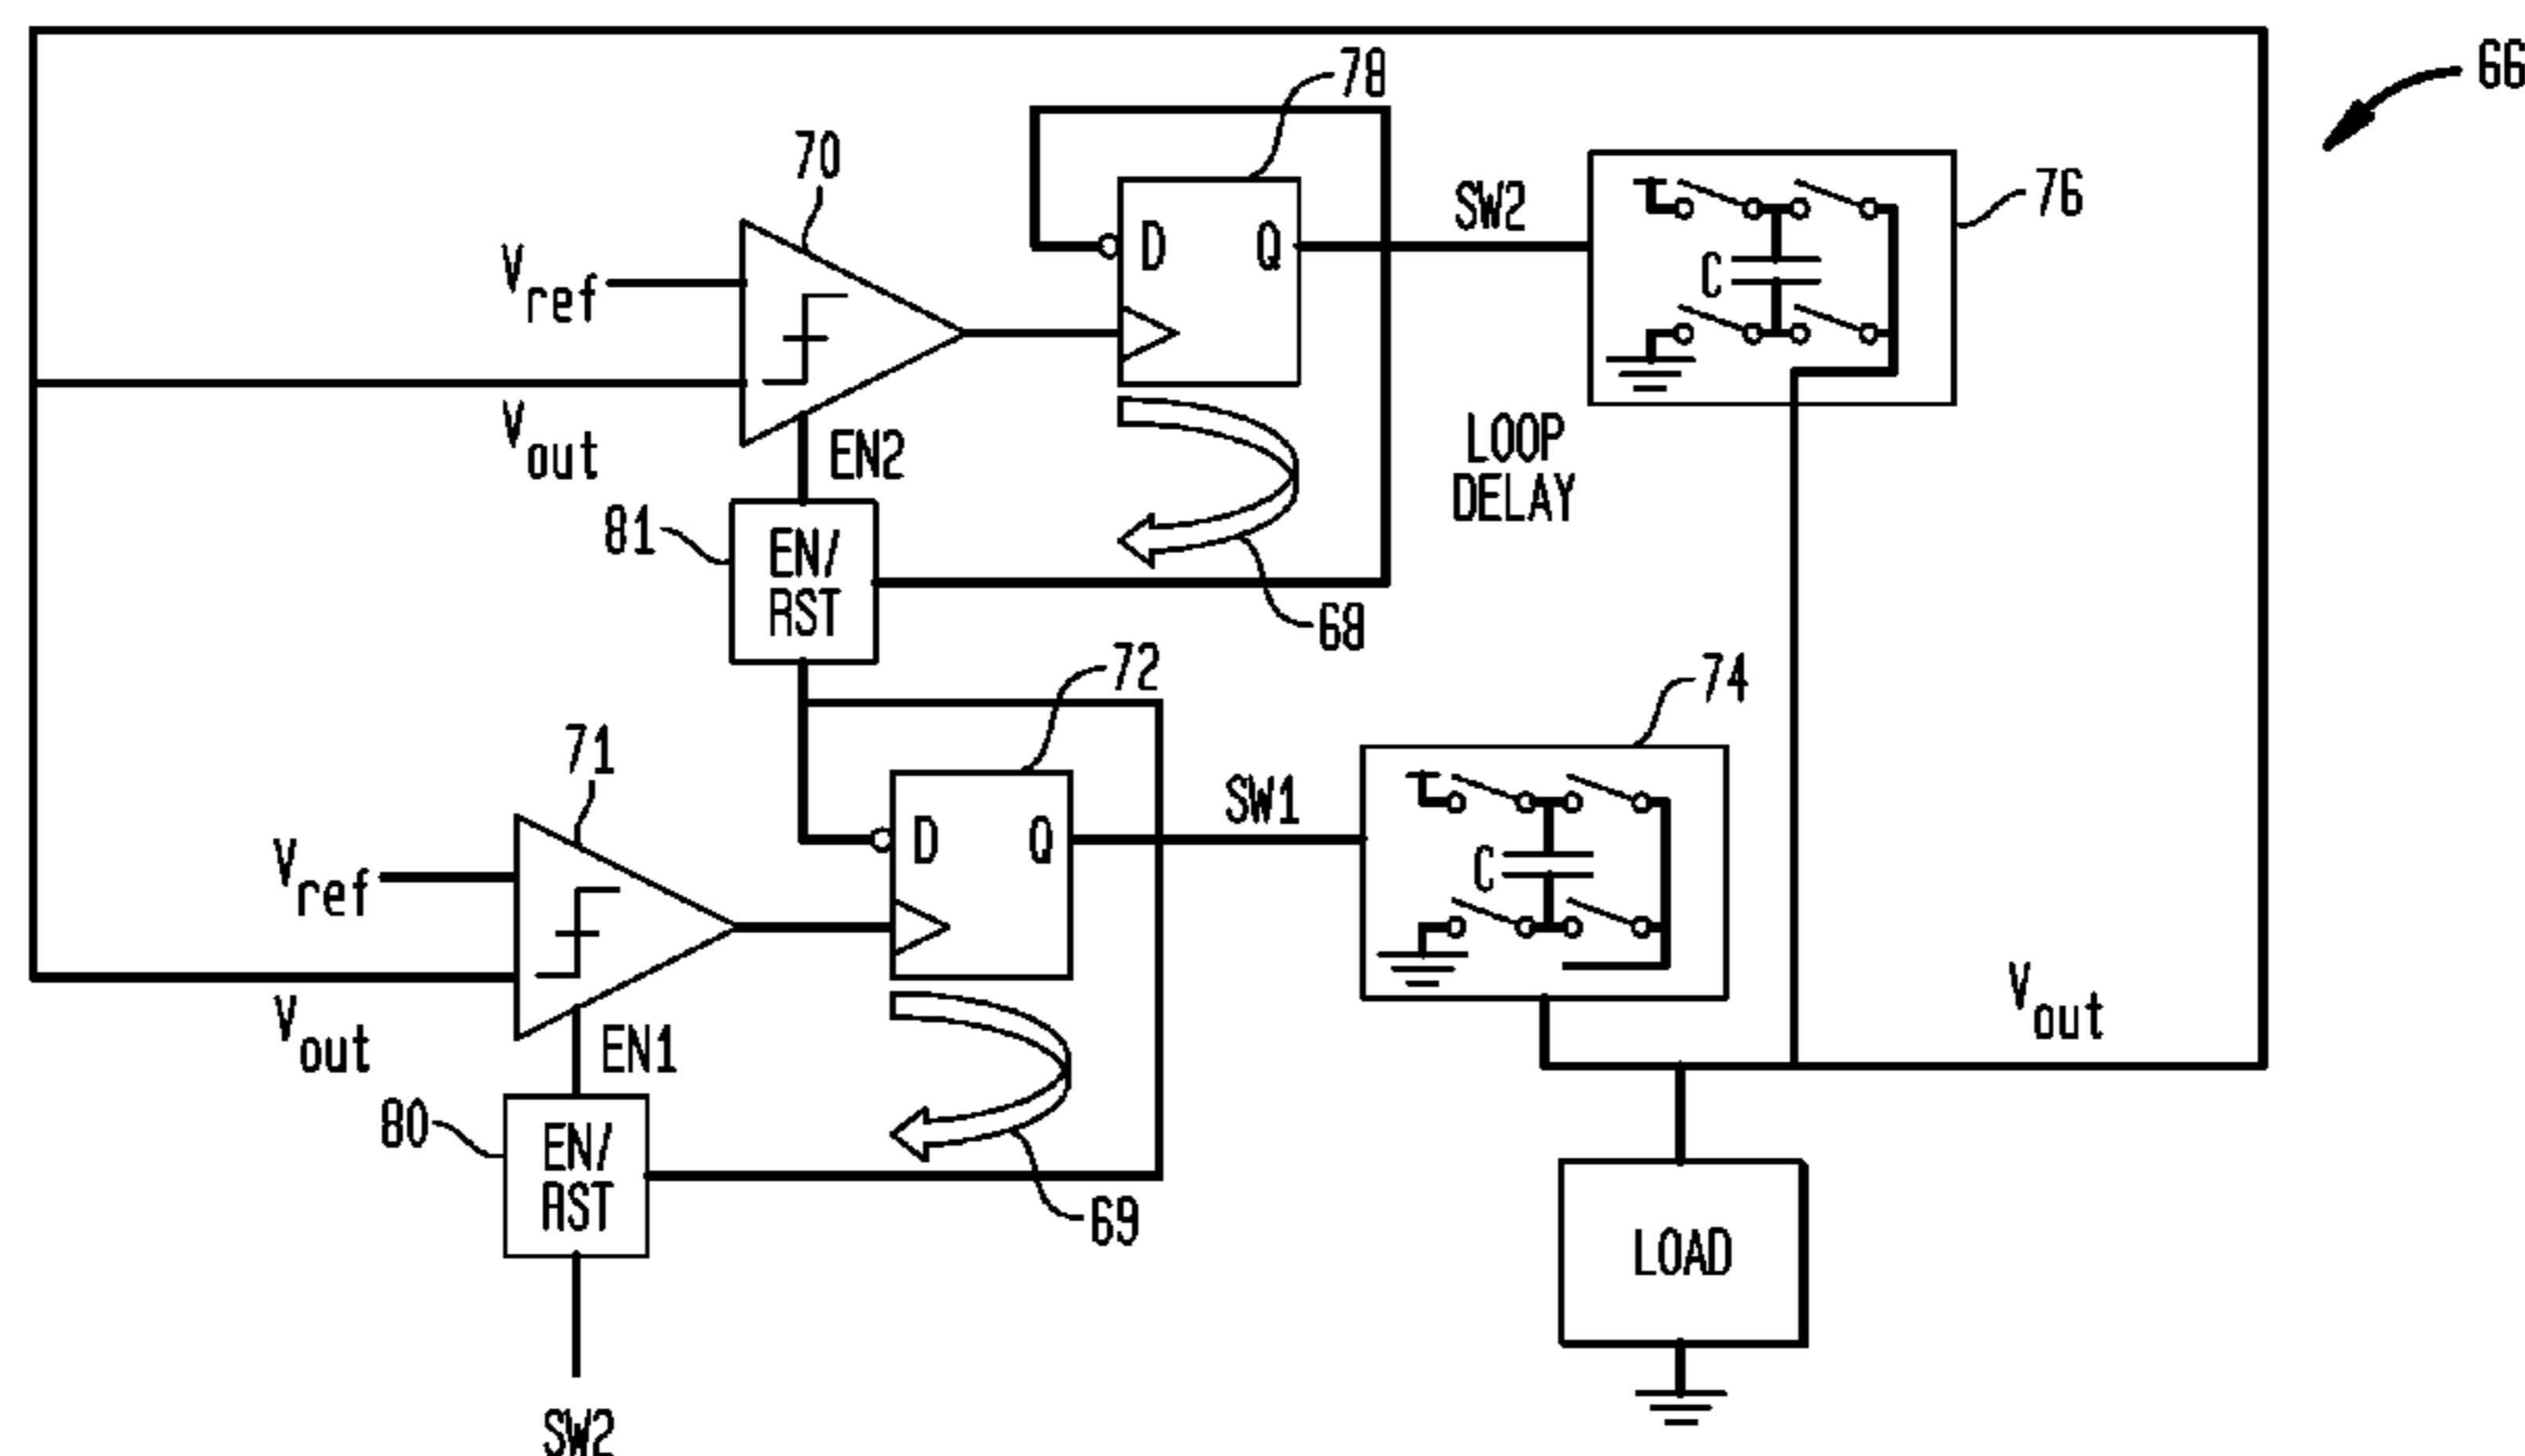 66
78
70
76
Vref
D Q
SW2
C
Vout
EN2
LOOP
DELAY
81
EN/
RST
68
72
74
71
SW1
Vref
D Q
C
Vout
EN1
Vout
80
EN/
RST
69
LOAD
SW2